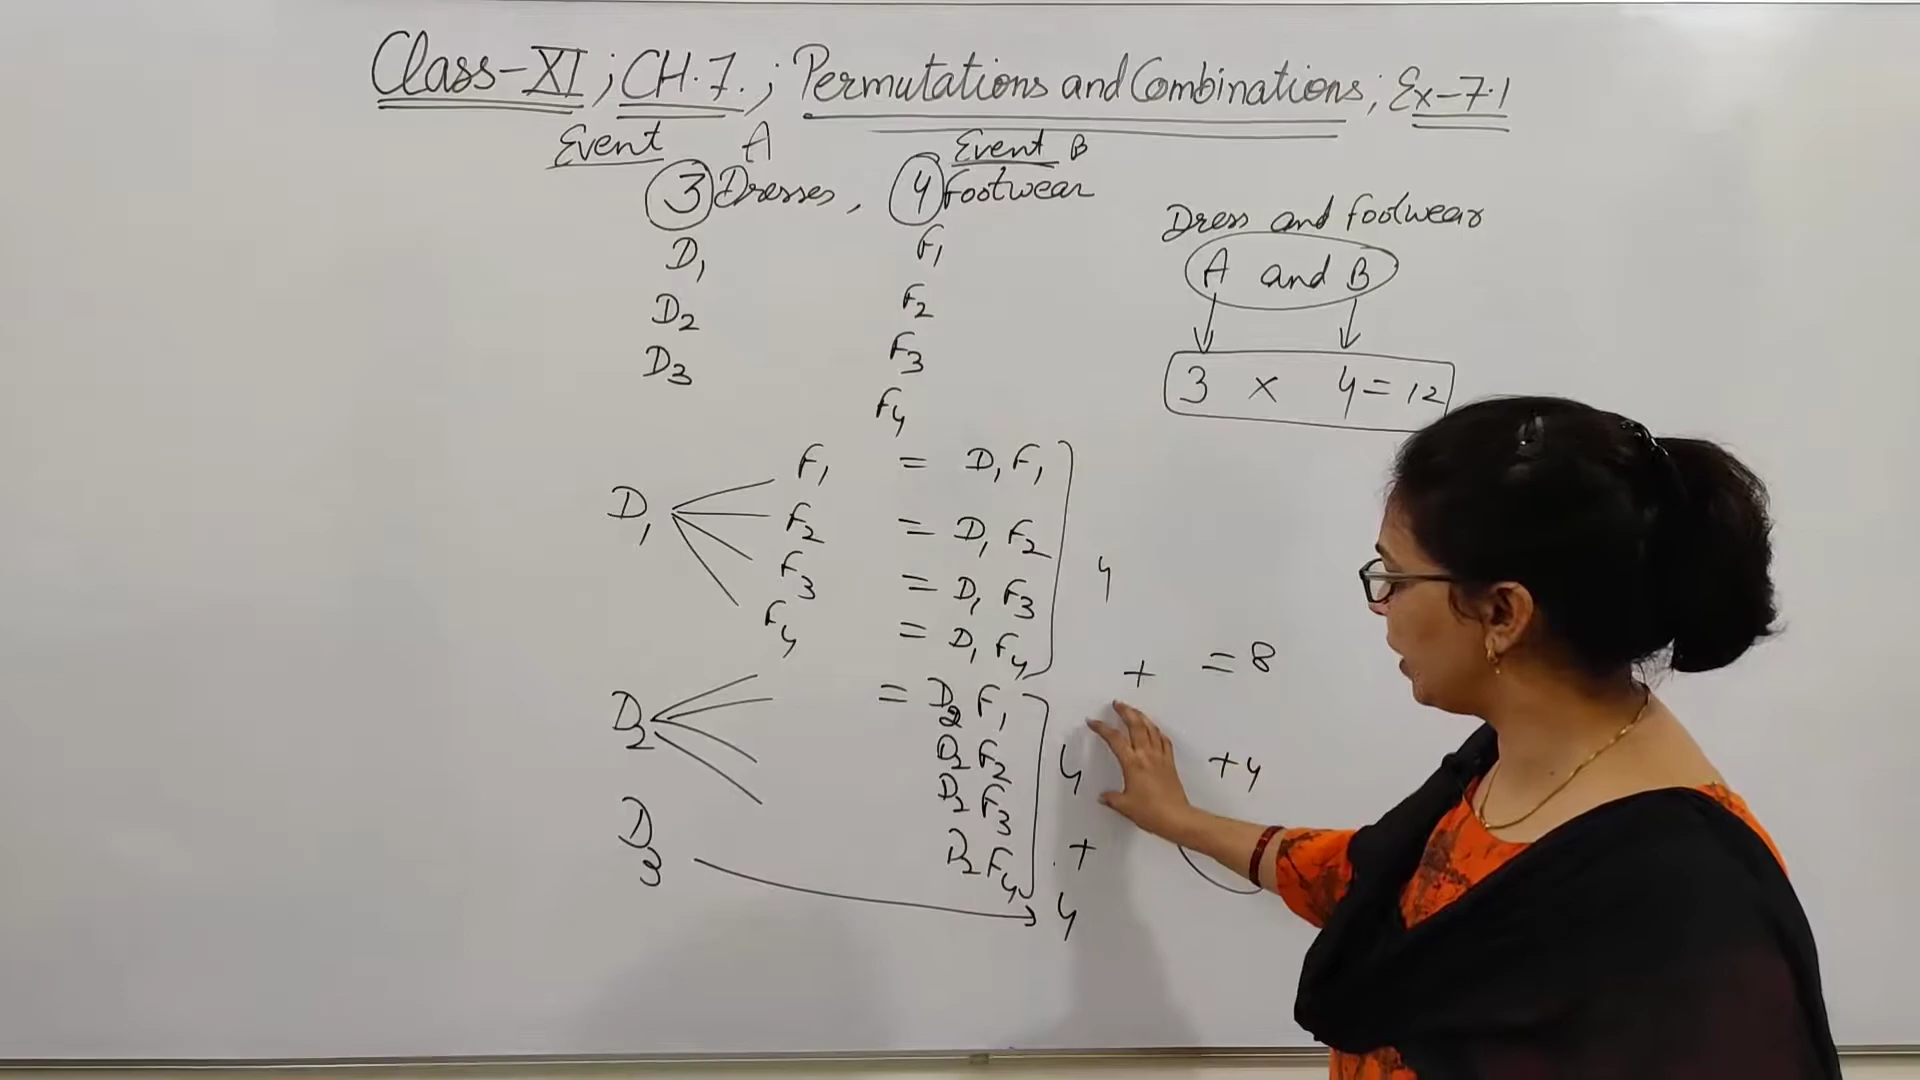 Class-XI ; CH.7. ; Permutations and Combinations ; Ex-7.1
Event A Event B
3 Dresses, 4 Footwear
Dress and footwear
D1 F1
A and B
D2 F2
D3 F3
3 × 4 = 12
F4
D1 F1 = D1 F1
F2 = D1 F2
F3 = D1 F3
4
F4 = D1 F4
+ = 8
D2 = D2 F1
D2 F2
4 +4
D2 F3
D3 D2 F4 . +
4